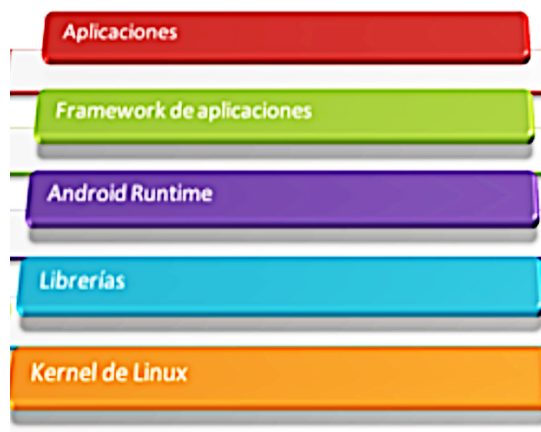 Aplicaciones
Framework de aplicaciones
Android Runtime
Librerías
Kernel de Linux